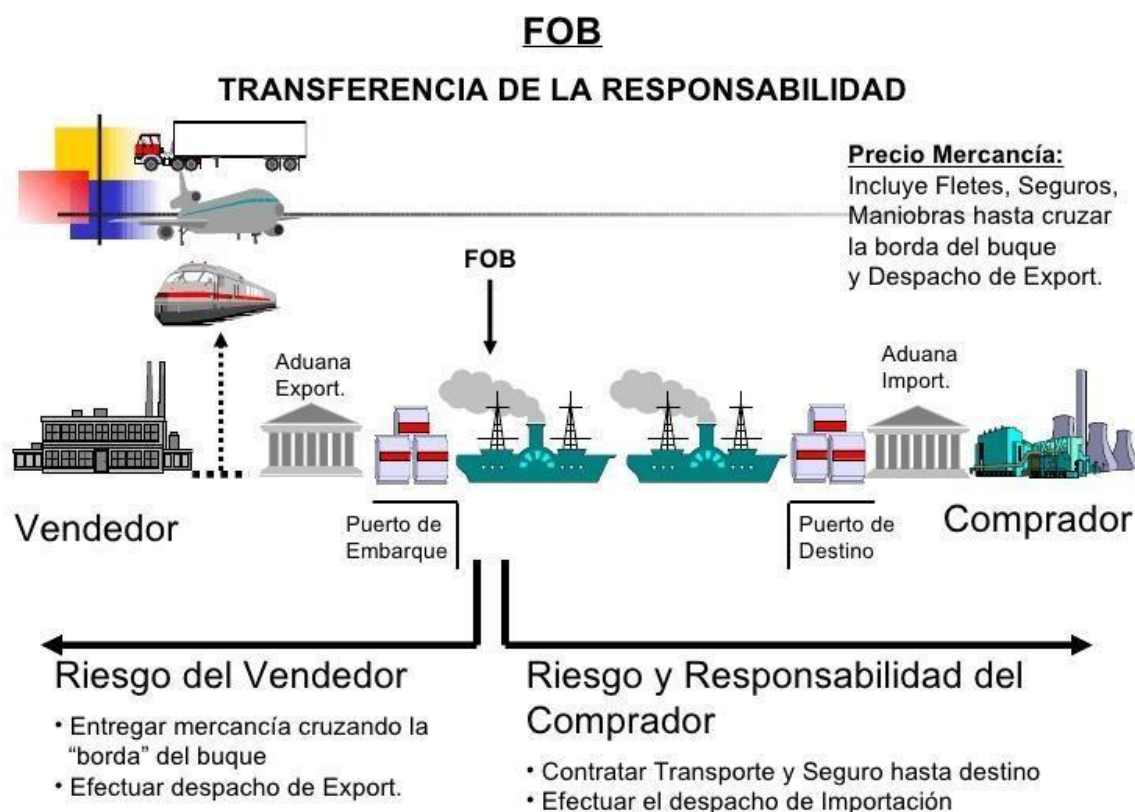 FOB
TRANSFERENCIA DE LA RESPONSABILIDAD
Precio Mercancía:
Incluye Fletes, Seguros,
Maniobras hasta cruzar
la borda del buque
y Despacho de Export.
FOB
Aduana
Export.
Aduana
Import.
Vendedor
Puerto de
Embarque
Puerto de
Destino
Comprador
Riesgo del Vendedor
• Entregar mercancía cruzando la
“borda” del buque
• Efectuar despacho de Export.
Riesgo y Responsabilidad del
Comprador
• Contratar Transporte y Seguro hasta destino
• Efectuar el despacho de Importación